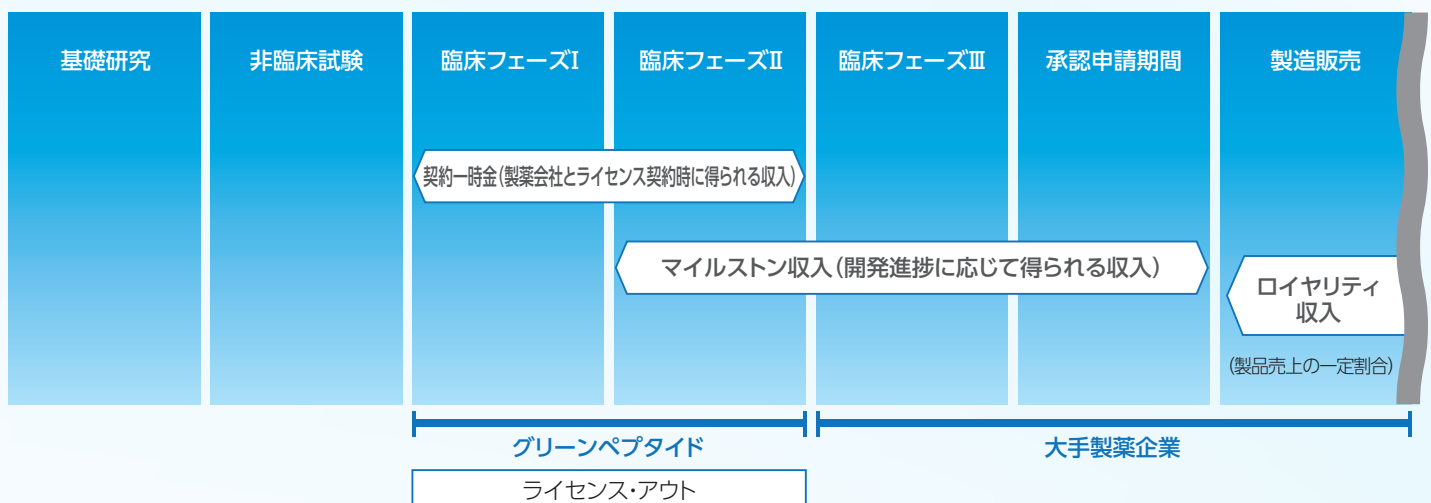 基礎研究
非臨床試験
臨床フェーズⅠ
臨床フェーズⅡ
臨床フェーズⅢ
承認申請期間
製造販売
契約一時金(製薬会社とライセンス契約時に得られる収入)
マイルストン収入(開発進捗に応じて得られる収入)
ロイヤリティ
収入
(製品売上の一定割合)
グリーンペプタイド
大手製薬企業
ライセンス・アウト